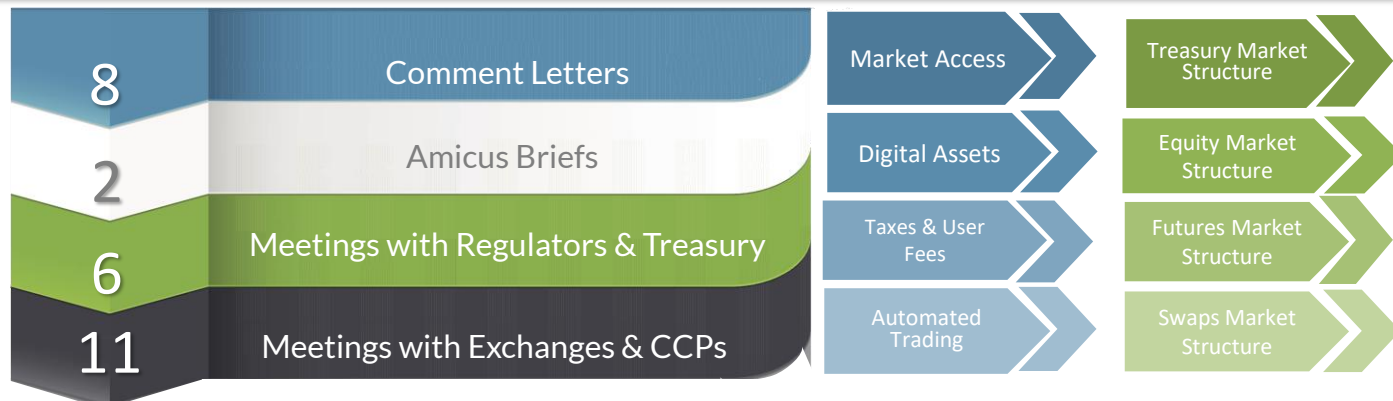 8
Comment Letters
2
Amicus Briefs
6
Meetings with Regulators & Treasury
11
Meetings with Exchanges & CCPs
Market Access
Digital Assets
Taxes & User
Fees
Automated
Trading
Treasury Market
Structure
Equity Market
Structure
Futures Market
Structure
Swaps Market
Structure